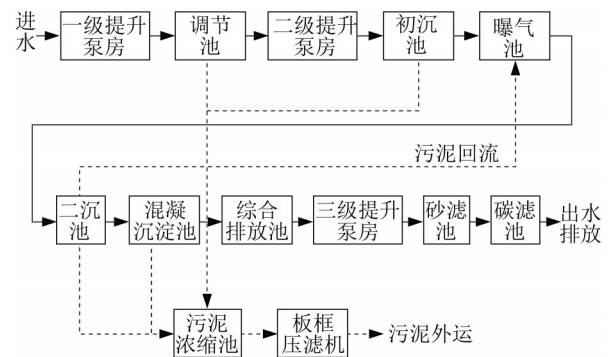 进
水
一级提升
泵房
调节
池
二级提升
泵房
初沉
池
曝气
池
污泥回流
二沉
池
混凝
沉淀池
综合
排放池
三级提升
泵房
砂滤
池
碳滤
池
出水
排放
污泥
浓缩池
板框
压滤机
污泥外运